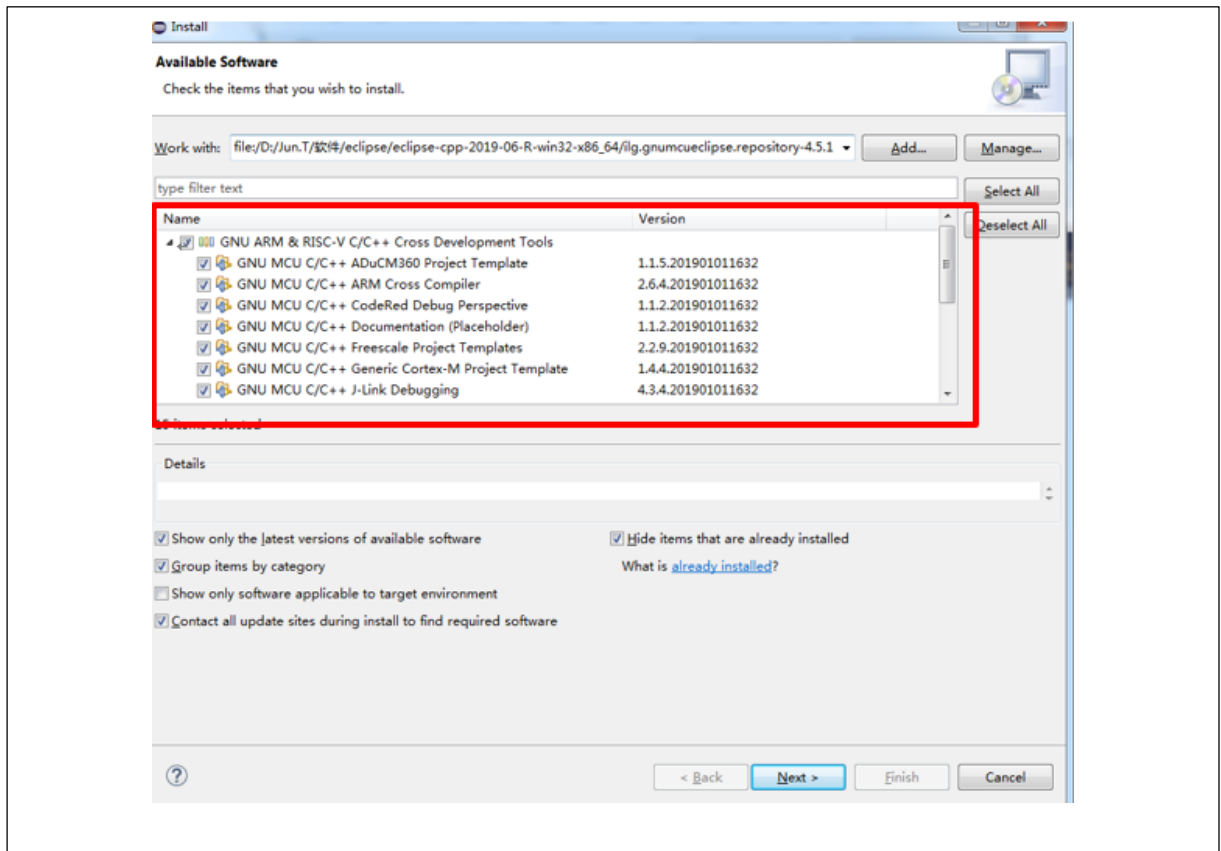 Install
Available Software
Check the items that you wish to install.
Work with: file:/D:/Jun.T/软件/eclipse/eclipse-cpp-2019-06-R-win32-x86_64/ilg.gnumcueclipse.repository-4.5.1 Add... Manage...
type filter text Select All
Name Version Deselect All
GNU ARM & RISC-V C/C++ Cross Development Tools
GNU MCU C/C++ ADuCM360 Project Template 1.1.5.201901011632
GNU MCU C/C++ ARM Cross Compiler 2.6.4.201901011632
GNU MCU C/C++ CodeRed Debug Perspective 1.1.2.201901011632
GNU MCU C/C++ Documentation (Placeholder) 1.1.2.201901011632
GNU MCU C/C++ Freescale Project Templates 2.2.9.201901011632
GNU MCU C/C++ Generic Cortex-M Project Template 1.4.4.201901011632
GNU MCU C/C++ J-Link Debugging 4.3.4.201901011632
items selected
Details
Show only the latest versions of available software Hide items that are already installed
Group items by category What is already installed?
Show only software applicable to target environment
Contact all update sites during install to find required software
< Back Next > Finish Cancel